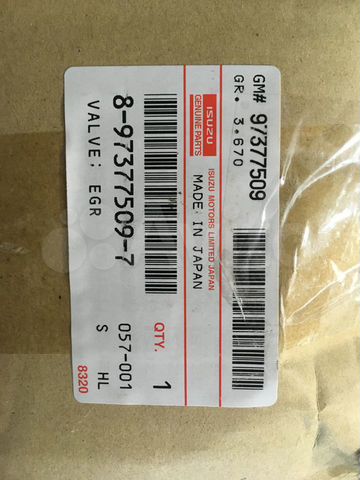 GM# 97377509
GR. 3.670
ISUZU
GENUINE PARTS
ISUZU MOTORS LIMITED JAPAN
MADE IN JAPAN
8-97377509-7
VALVE; EGR
QTY. 1
057-001
S HL
8320